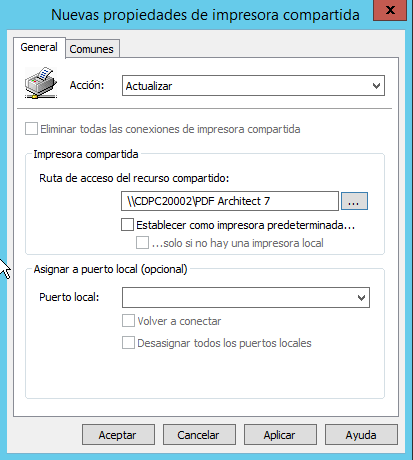 Nuevas propiedades de impresora compartida
x
General
Comunes
Acción:
Actualizar
Eliminar todas las conexiones de impresora compartida
Impresora compartida
Ruta de acceso del recurso compartido:
\\CDPC20002\PDF Architect 7
...
Establecer como impresora predeterminada...
...solo si no hay una impresora local
Asignar a puerto local (opcional)
Puerto local:
Volver a conectar
Desasignar todos los puertos locales
Aceptar
Cancelar
Aplicar
Ayuda